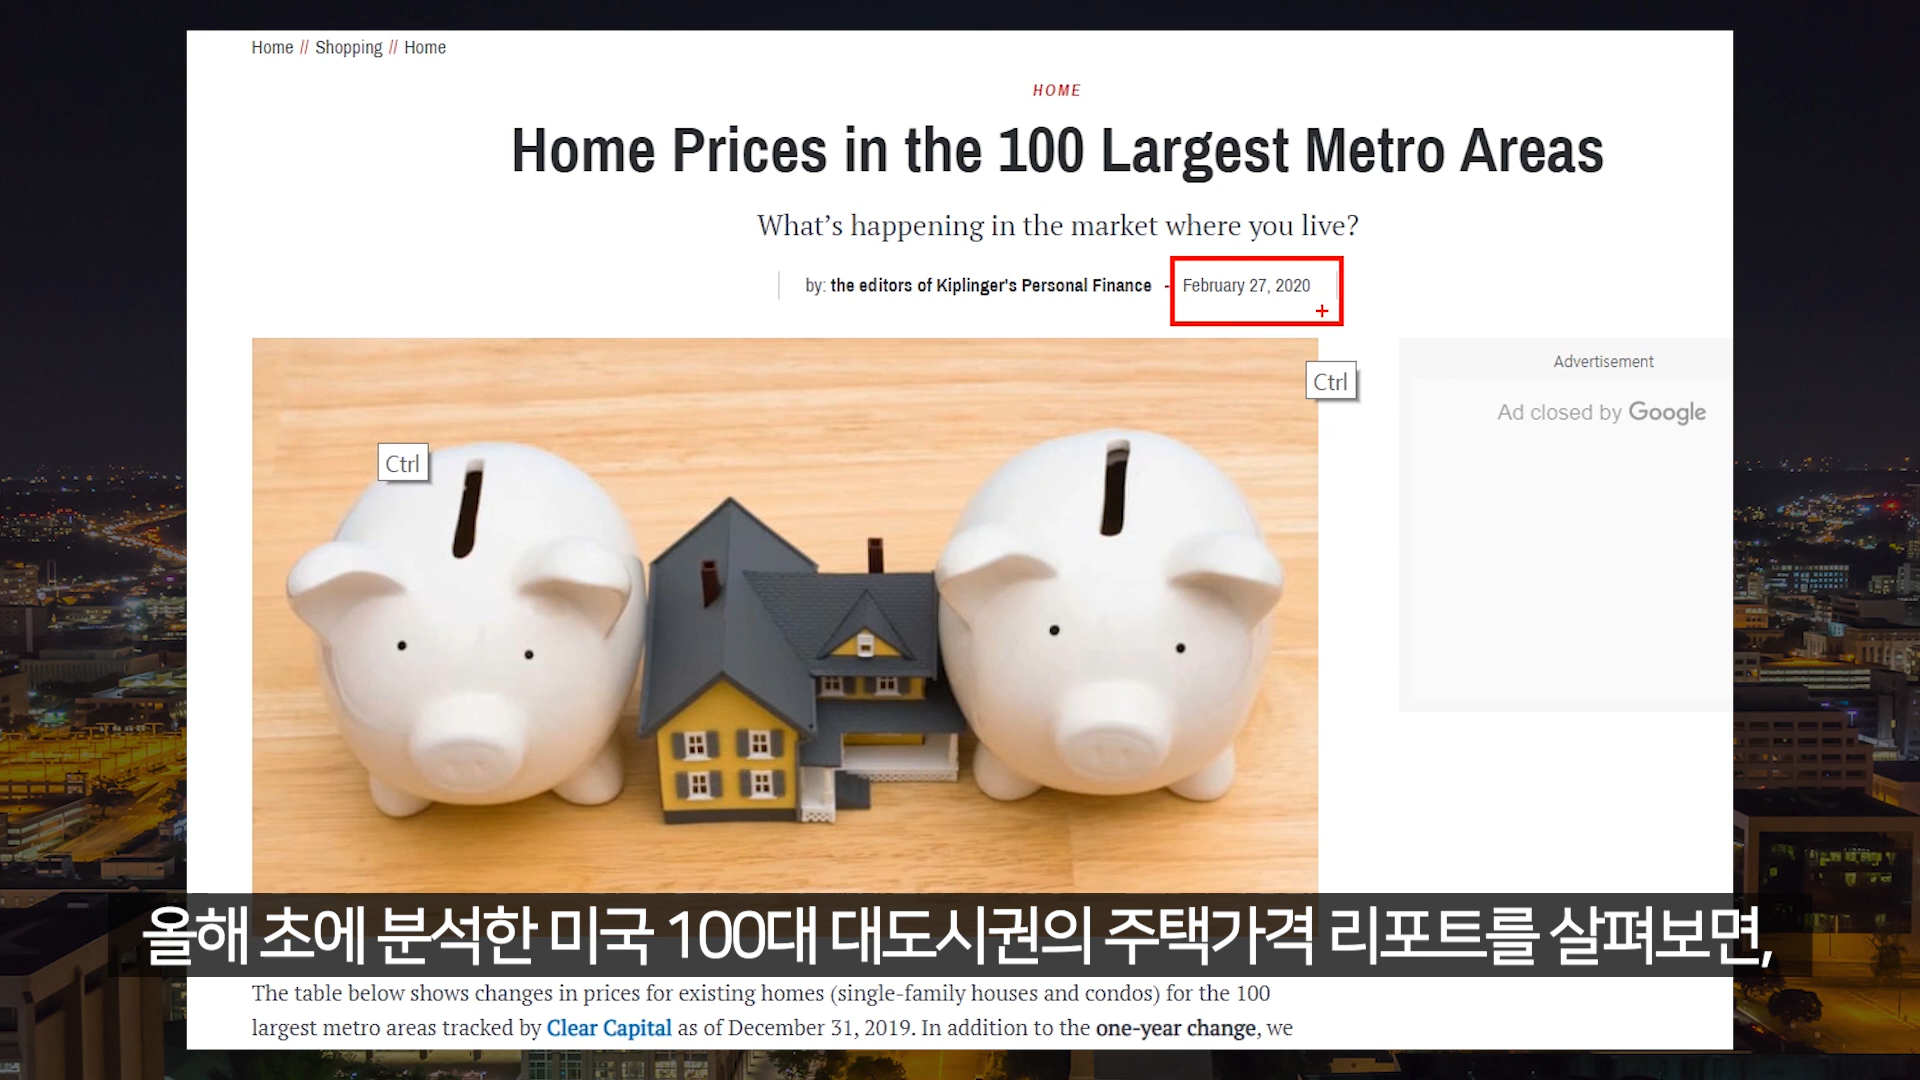 Home // Shopping // Home
HOME
Home Prices in the 100 Largest Metro Areas
What’s happening in the market where you live?
by: the editors of Kiplinger's Personal Finance - February 27, 2020
Advertisement
Ad closed by Google
Ctrl
Ctrl
올해 초에 분석한 미국 100대 대도시권의 주택가격 리포트를 살펴보면,
The table below shows changes in prices for existing homes (single-family houses and condos) for the 100
largest metro areas tracked by Clear Capital as of December 31, 2019. In addition to the one-year change, we